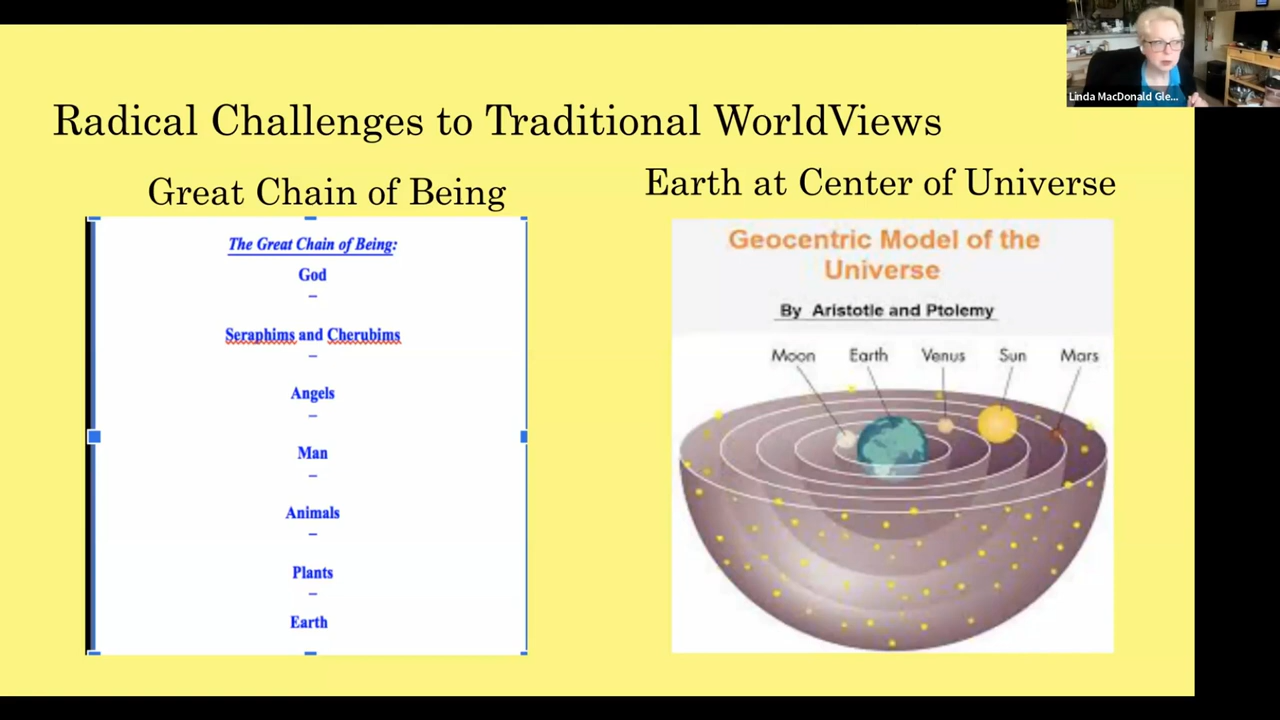 Linda MacDonald Gle...
Radical Challenges to Traditional WorldViews
Great Chain of Being
The Great Chain of Being:
God
–
Seraphims and Cherubims
–
Angels
–
Man
–
Animals
–
Plants
–
Earth
Earth at Center of Universe
Geocentric Model of the
Universe
By Aristotle and Ptolemy
Moon Earth Venus Sun Mars